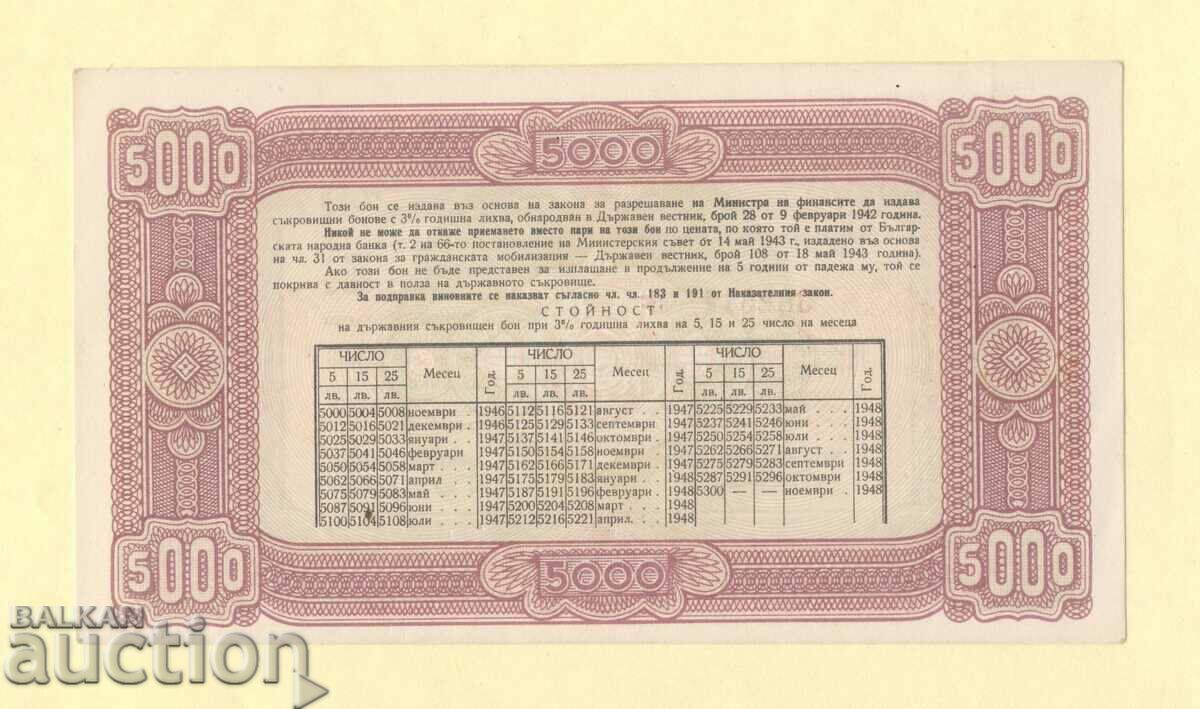 5000 5000 5000
Този бон се издава въз основа на закона за разрешаване на Министра на финансите да издава
съкровищни бонове с 3% годишна лихва, обнародван в Държавен вестник, брой 28 от 9 февруари 1942 година.
Никой не може да откаже приемането вместо пари на този бон по цената, по която той е платим от Българ-
ската народна банка (т. 2 на 66-то постановление на Министерския съвет от 14 май 1943 г., издадено въз основа
на чл. 31 от закона за гражданската мобилизация — Държавен вестник, брой 108 от 18 май 1943 година).
Ако този бон не бъде представен за изплащане в продължение на 5 години от падежа му, той се
покрива с давност в полза на държавното съкровище.
За подправка виновните се наказват съгласно чл. чл. 183 и 191 от Наказателния закон.
СТОЙНОСТ
на държавния съкровищен бон при 3% годишна лихва на 5, 15 и 25 число на месеца
ЧИСЛО Месец Год. ЧИСЛО Месец Год. ЧИСЛО Месец Год.
5 15 25 5 15 25 5 15 25
лв. лв. лв. лв. лв. лв. лв. лв. лв.
5000 5004 5008 ноември . 1946 5112 5116 5121 август . . 1947 5225 5229 5233 май . . . 1948
5012 5016 5021 декември . 1946 5125 5129 5133 септември 1947 5237 5241 5246 юни . . . 1948
5025 5029 5033 януари . . 1947 5137 5141 5146 октомври . 1947 5250 5254 5258 юли . . . 1948
5037 5041 5046 февруари 1947 5150 5154 5158 ноември . 1947 5262 5266 5271 август . . 1948
5050 5054 5058 март . . . 1947 5162 5166 5171 декември . 1947 5275 5279 5283 септември 1948
5062 5066 5071 април . . . 1947 5175 5179 5183 януари . . 1948 5287 5291 5296 октомври 1948
5075 5079 5083 май . . . 1947 5187 5191 5196 февруари . 1948 5300 — — ноември . 1948
5087 5091 5096 юни . . . 1947 5200 5204 5208 март . . . 1948
5100 5104 5108 юли . . . 1947 5212 5216 5221 април. . . 1948
5000 5000 5000
BALKAN
auction